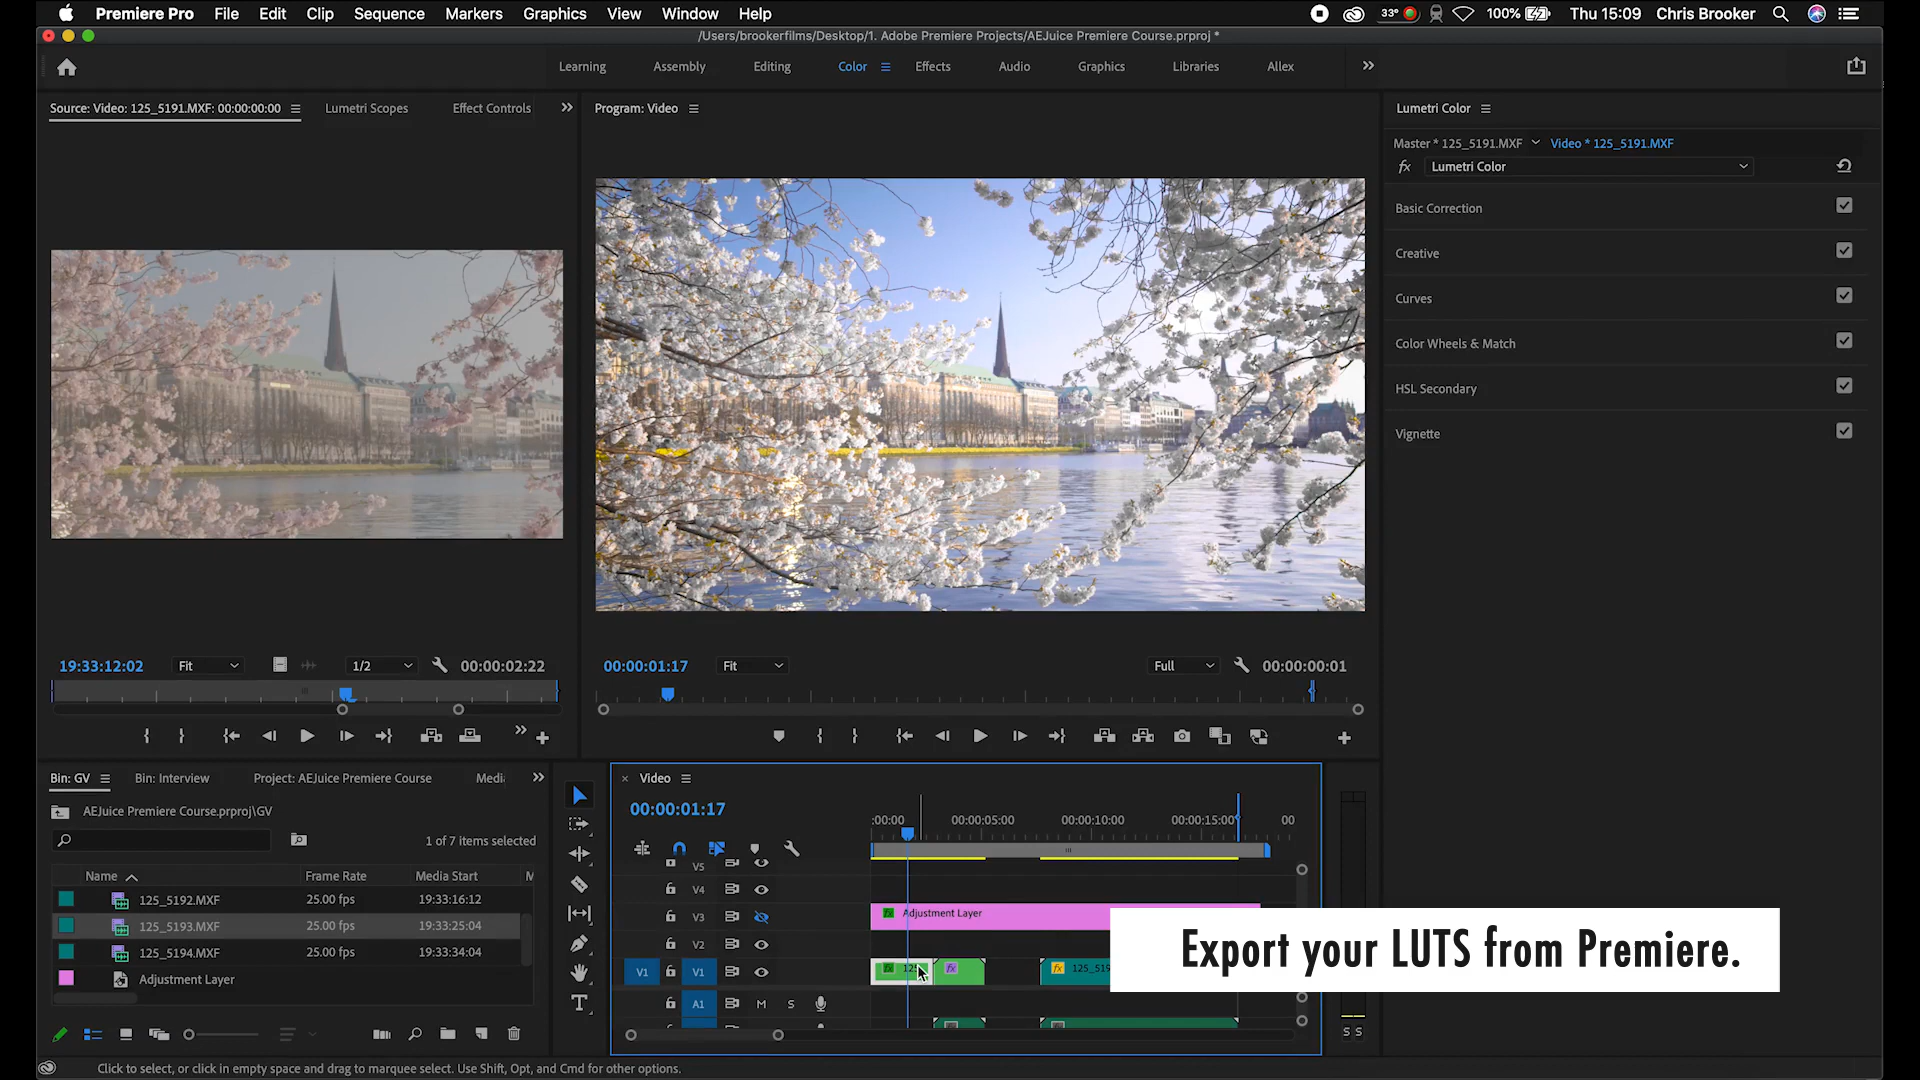 Premiere Pro File Edit Clip Sequence Markers Graphics View Window Help 33° 100% Thu 15:09 Chris Brooker
/Users/brookerfilms/Desktop/1. Adobe Premiere Projects/AEJuice Premiere Course.prproj *
Learning Assembly Editing Color Effects Audio Graphics Libraries Allex
Source: Video: 125_5191.MXF: 00:00:00:00 Lumetri Scopes Effect Controls
Program: Video
Lumetri Color
Master * 125_5191.MXF Video * 125_5191.MXF
fx Lumetri Color
Basic Correction
Creative
Curves
Color Wheels & Match
HSL Secondary
Vignette
19:33:12:02 Fit 1/2 00:00:02:22
00:00:01:17 Fit Full 00:00:00:01
Bin: GV Bin: Interview Project: AEJuice Premiere Course
AEJuice Premiere Course.prproj\GV
1 of 7 items selected
Name Frame Rate Media Start
125_5192.MXF 25.00 fps 19:33:16:12
125_5193.MXF 25.00 fps 19:33:25:04
125_5194.MXF 25.00 fps 19:33:34:04
Adjustment Layer
Video
00:00:01:17
:00:00 00:00:05:00 00:00:10:00 00:00:15:00 00
V5
V4
V3 fx Adjustment Layer
V2
V1 V1 fx fx fx
A1 M S
S S
Export your LUTS from Premiere.
Click to select, or click in empty space and drag to marquee select. Use Shift, Opt, and Cmd for other options.